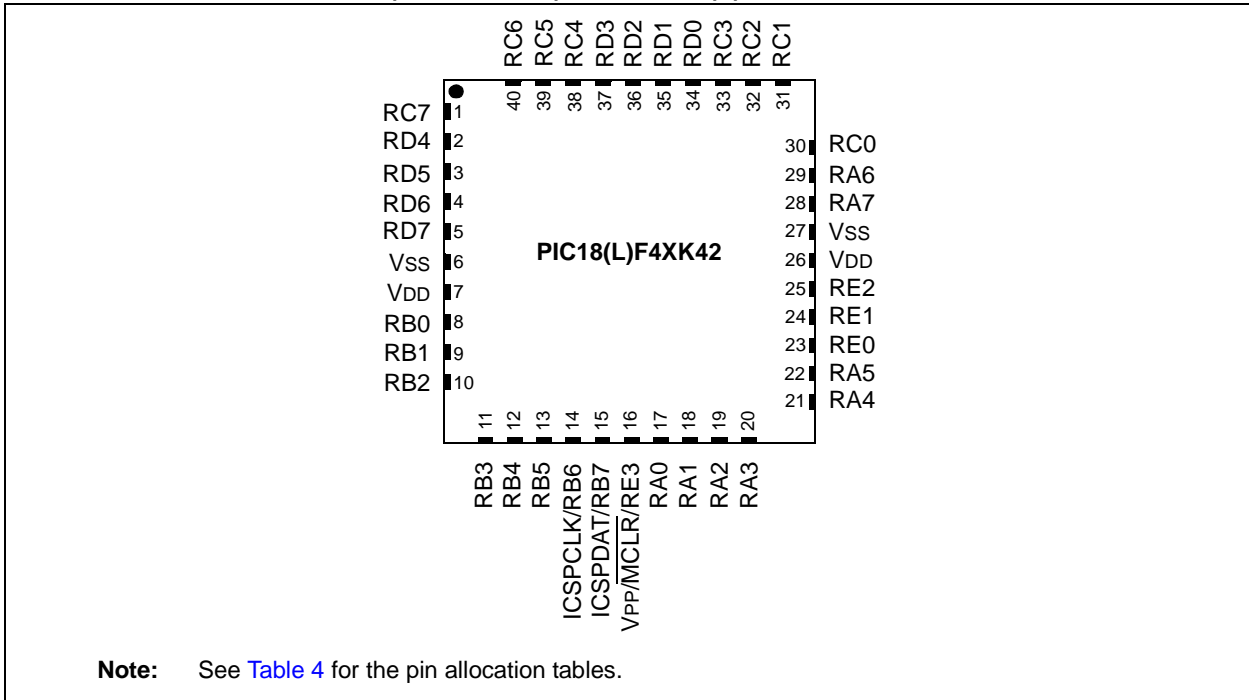 RC6
RC5
RC4
RD3
RD2
RD1
RD0
RC3
RC2
RC1
40
39
38
37
36
35
34
33
32
31
RC7 1
RD4 2
RD5 3
RD6 4
RD7 5
VSS 6
VDD 7
RB0 8
RB1 9
RB2 10
PIC18(L)F4XK42
30 RC0
29 RA6
28 RA7
27 VSS
26 VDD
25 RE2
24 RE1
23 RE0
22 RA5
21 RA4
11
12
13
14
15
16
17
18
19
20
RB3
RB4
RB5
ICSPCLK/RB6
ICSPDAT/RB7
VPP/MCLR/RE3
RA0
RA1
RA2
RA3
Note: See Table 4 for the pin allocation tables.